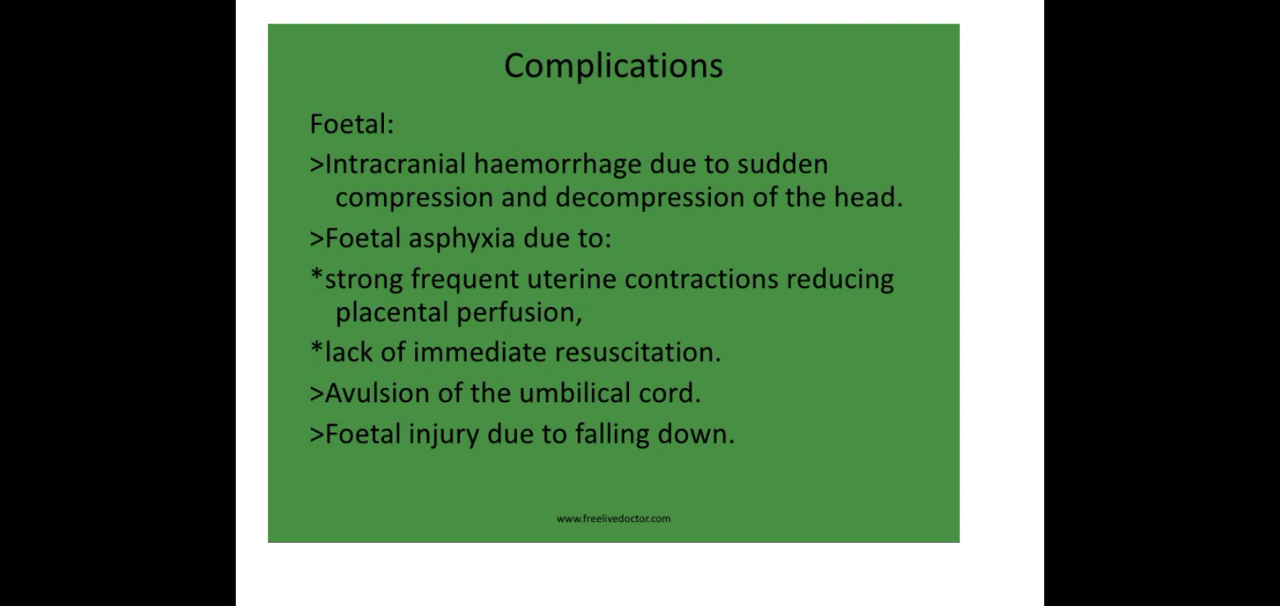 Complications
Foetal:
>Intracranial haemorrhage due to sudden
compression and decompression of the head.
>Foetal asphyxia due to:
*strong frequent uterine contractions reducing
placental perfusion,
*lack of immediate resuscitation.
>Avulsion of the umbilical cord.
>Foetal injury due to falling down.
www.freelivedoctor.com